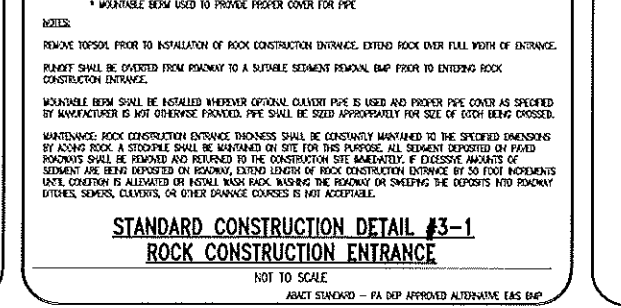 * MOUNTABLE BERM USED TO PROVIDE PROPER COVER FOR PIPE
NOTES:
REMOVE TOPSOIL PRIOR TO INSTALLATION OF ROCK CONSTRUCTION ENTRANCE. EXTEND ROCK OVER FULL WIDTH OF ENTRANCE.
RUNOFF SHALL BE DIVERTED FROM ROADWAY TO A SUITABLE SEDIMENT REMOVAL BMP PRIOR TO ENTERING ROCK
CONSTRUCTION ENTRANCE.
MOUNTABLE BERM SHALL BE INSTALLED WHEREVER OPTIONAL CULVERT PIPE IS USED AND PROPER PIPE COVER AS SPECIFIED
BY MANUFACTURER IS NOT OTHERWISE PROVIDED. PIPE SHALL BE SIZED APPROPRIATELY FOR SIZE OF DITCH BEING CROSSED.
MAINTENANCE: ROCK CONSTRUCTION ENTRANCE THICKNESS SHALL BE CONSTANTLY MAINTAINED TO THE SPECIFIED DIMENSIONS
BY ADDING ROCK. A STOCKPILE SHALL BE MAINTAINED ON SITE FOR THIS PURPOSE. ALL SEDIMENT DEPOSITED ON PAVED
ROADWAYS SHALL BE REMOVED AND RETURNED TO THE CONSTRUCTION SITE IMMEDIATELY. IF EXCESSIVE AMOUNTS OF
SEDIMENT ARE BEING DEPOSITED ON ROADWAY, EXTEND LENGTH OF ROCK CONSTRUCTION ENTRANCE BY 50 FOOT INCREMENTS
UNTIL CONDITION IS ALLEVIATED OR INSTALL WASH RACK. WASHING THE ROADWAY OR SWEEPING THE DEPOSITS INTO ROADWAY
DITCHES, SEWERS, CULVERTS, OR OTHER DRAINAGE COURSES IS NOT ACCEPTABLE.
STANDARD CONSTRUCTION DETAIL #3-1
ROCK CONSTRUCTION ENTRANCE
NOT TO SCALE
ABACT STANDARD - PA DEP APPROVED ALTERNATIVE E&S BMP